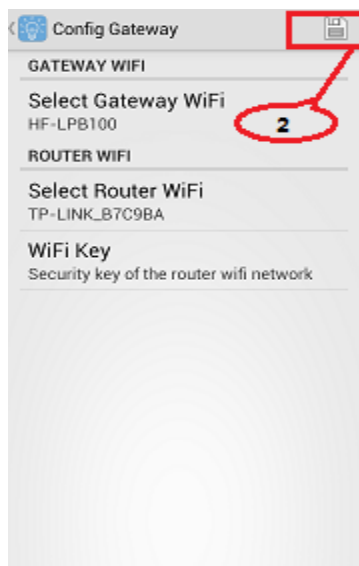 Config Gateway
GATEWAY WIFI
Select Gateway WiFi
HF-LPB100
2
ROUTER WIFI
Select Router WiFi
TP-LINK_B7C9BA
WiFi Key
Security key of the router wifi network